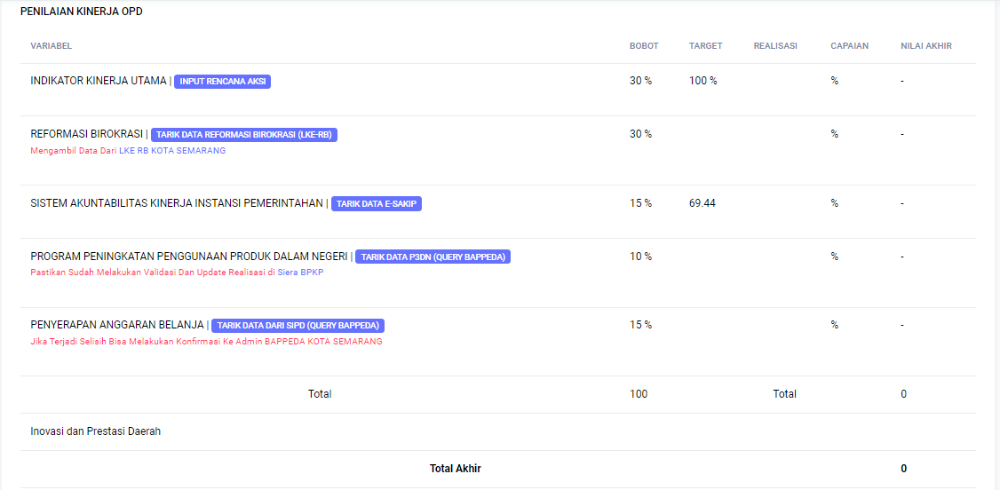 PENILAIAN KINERJA OPD
VARIABEL BOBOT TARGET REALISASI CAPAIAN NILAI AKHIR
INDIKATOR KINERJA UTAMA | INPUT RENCANA AKSI 30 % 100 % % -
REFORMASI BIROKRASI | TARIK DATA REFORMASI BIROKRASI (LKE-RB) 30 % % -
Mengambil Data Dari LKE RB KOTA SEMARANG
SISTEM AKUNTABILITAS KINERJA INSTANSI PEMERINTAHAN | TARIK DATA E-SAKIP 15 % 69.44 % -
PROGRAM PENINGKATAN PENGGUNAAN PRODUK DALAM NEGERI | TARIK DATA P3DN (QUERY BAPPEDA) 10 % % -
Pastikan Sudah Melakukan Validasi Dan Update Realisasi di Siera BPKP
PENYERAPAN ANGGARAN BELANJA | TARIK DATA DARI SIPD (QUERY BAPPEDA) 15 % % -
Jika Terjadi Selisih Bisa Melakukan Konfirmasi Ke Admin BAPPEDA KOTA SEMARANG
Total 100 Total 0
Inovasi dan Prestasi Daerah
Total Akhir 0